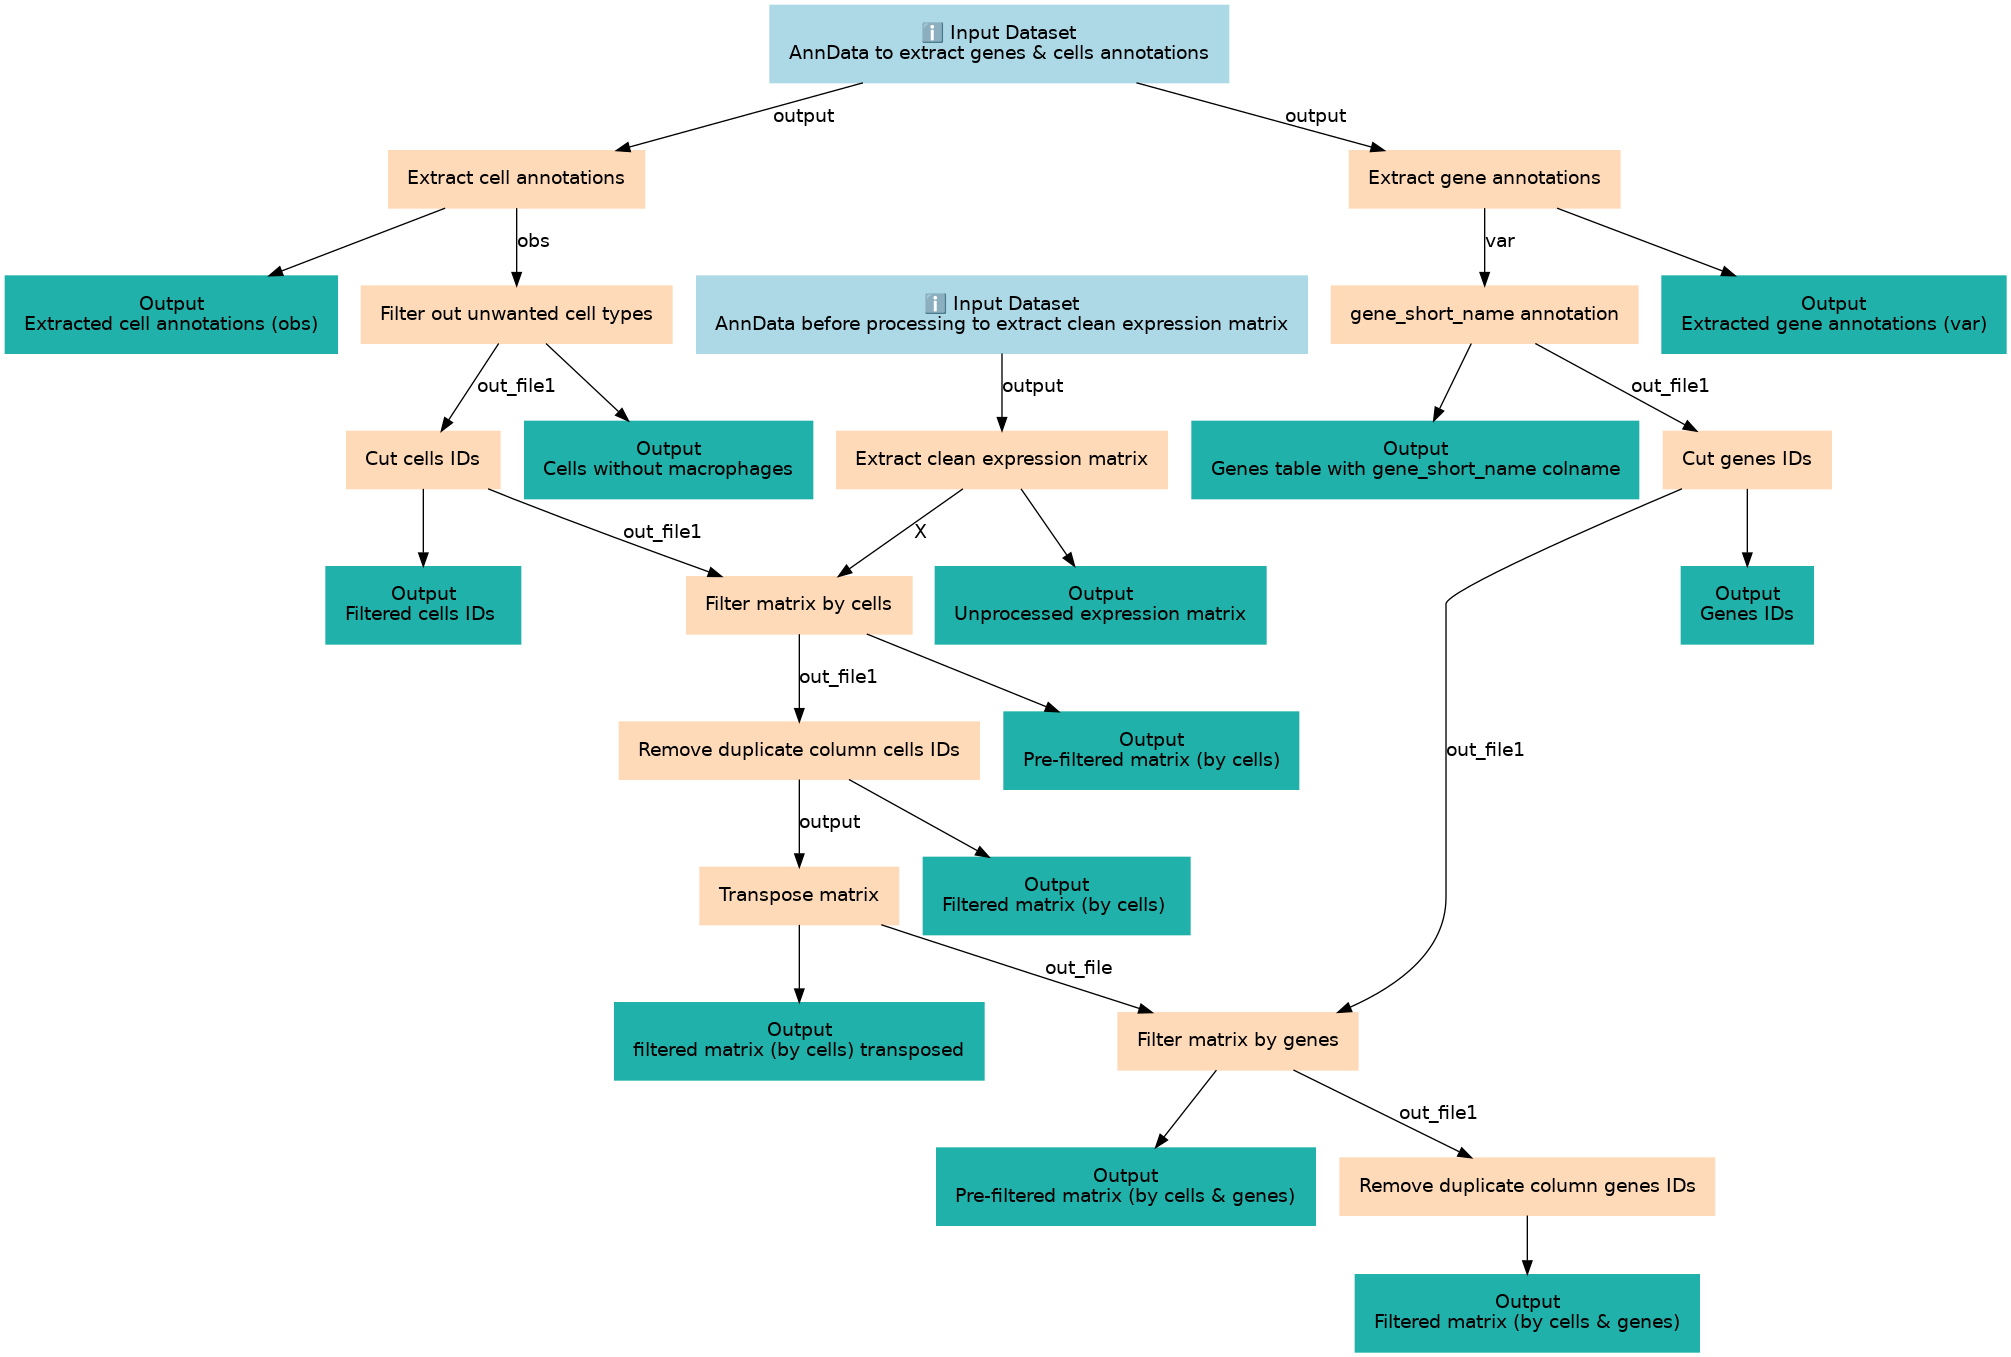 ℹ️ Input Dataset
AnnData to extract genes & cells annotations
output
output
Extract cell annotations
Extract gene annotations
obs
var
Output
Extracted cell annotations (obs)
Filter out unwanted cell types
ℹ️ Input Dataset
AnnData before processing to extract clean expression matrix
gene_short_name annotation
Output
Extracted gene annotations (var)
out_file1
output
out_file1
Cut cells IDs
Output
Cells without macrophages
Extract clean expression matrix
Output
Genes table with gene_short_name colname
Cut genes IDs
out_file1
X
Output
Filtered cells IDs
Filter matrix by cells
Output
Unprocessed expression matrix
Output
Genes IDs
out_file1
Remove duplicate column cells IDs
Output
Pre-filtered matrix (by cells)
out_file1
output
Transpose matrix
Output
Filtered matrix (by cells)
out_file
Output
filtered matrix (by cells) transposed
Filter matrix by genes
out_file1
Output
Pre-filtered matrix (by cells & genes)
Remove duplicate column genes IDs
Output
Filtered matrix (by cells & genes)